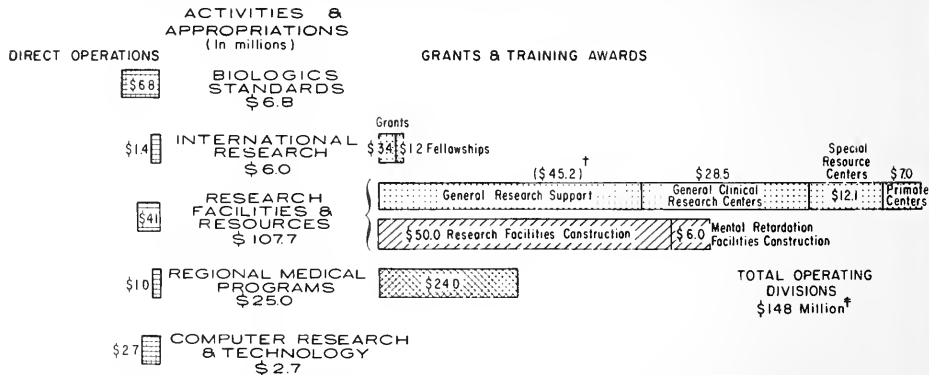 ACTIVITIES &
APPROPRIATIONS
(In millions)
DIRECT OPERATIONS
GRANTS & TRAINING AWARDS
$6.8
BIOLOGICS
STANDARDS
$6.8
$1.4
INTERNATIONAL
RESEARCH
$6.0
Grants
$3.4
$1.2 Fellowships
$4.1
RESEARCH
FACILITIES &
RESOURCES
$107.7
($45.2)†
General Research Support
$28.5
General Clinical
Research Centers
Special
Resource
Centers
$12.1
$7.0
Primate
Centers
$50.0 Research Facilities Construction
$6.0
Mental Retardation
Facilities Construction
$1.0
REGIONAL MEDICAL
PROGRAMS
$25.0
$24.0
TOTAL OPERATING
DIVISIONS
$148 Million‡
$2.7
COMPUTER RESEARCH
& TECHNOLOGY
$2.7